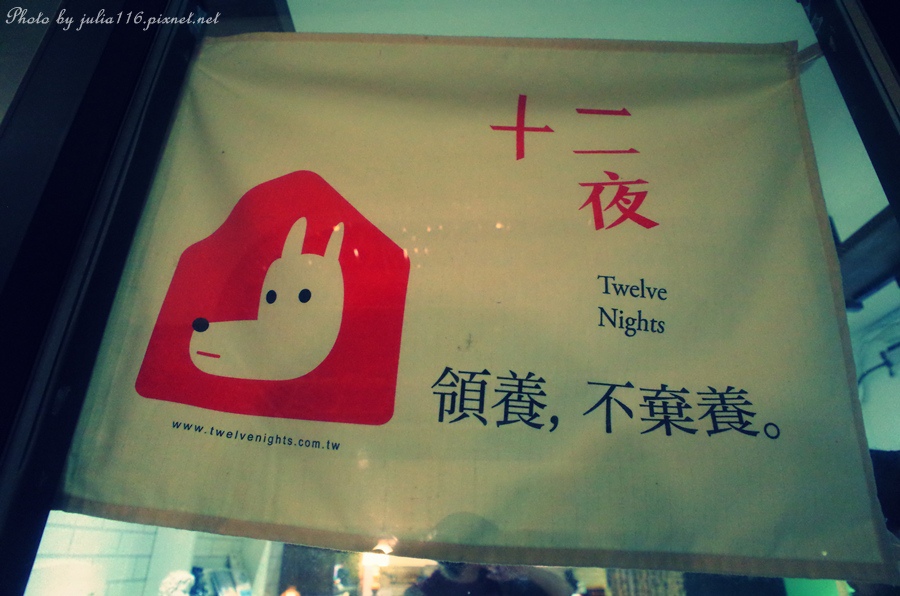 Photo by julia116.pixnet.net
十二
夜
Twelve
Nights
領養,不棄養。
www.twelvenights.com.tw